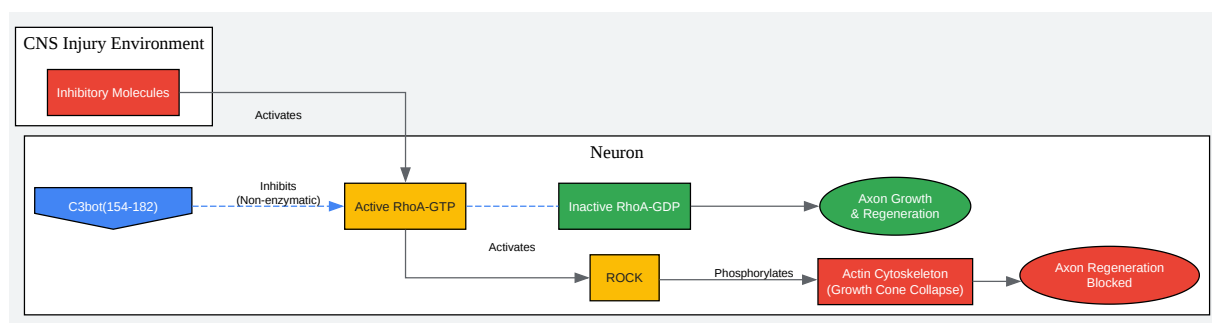 CNS Injury Environment
Inhibitory Molecules
Activates
Neuron
C3bot(154-182)
Inhibits
(Non-enzymatic)
Active RhoA-GTP
Inactive RhoA-GDP
Axon Growth
& Regeneration
Activates
ROCK
Phosphorylates
Actin Cytoskeleton
(Growth Cone Collapse)
Axon Regeneration
Blocked